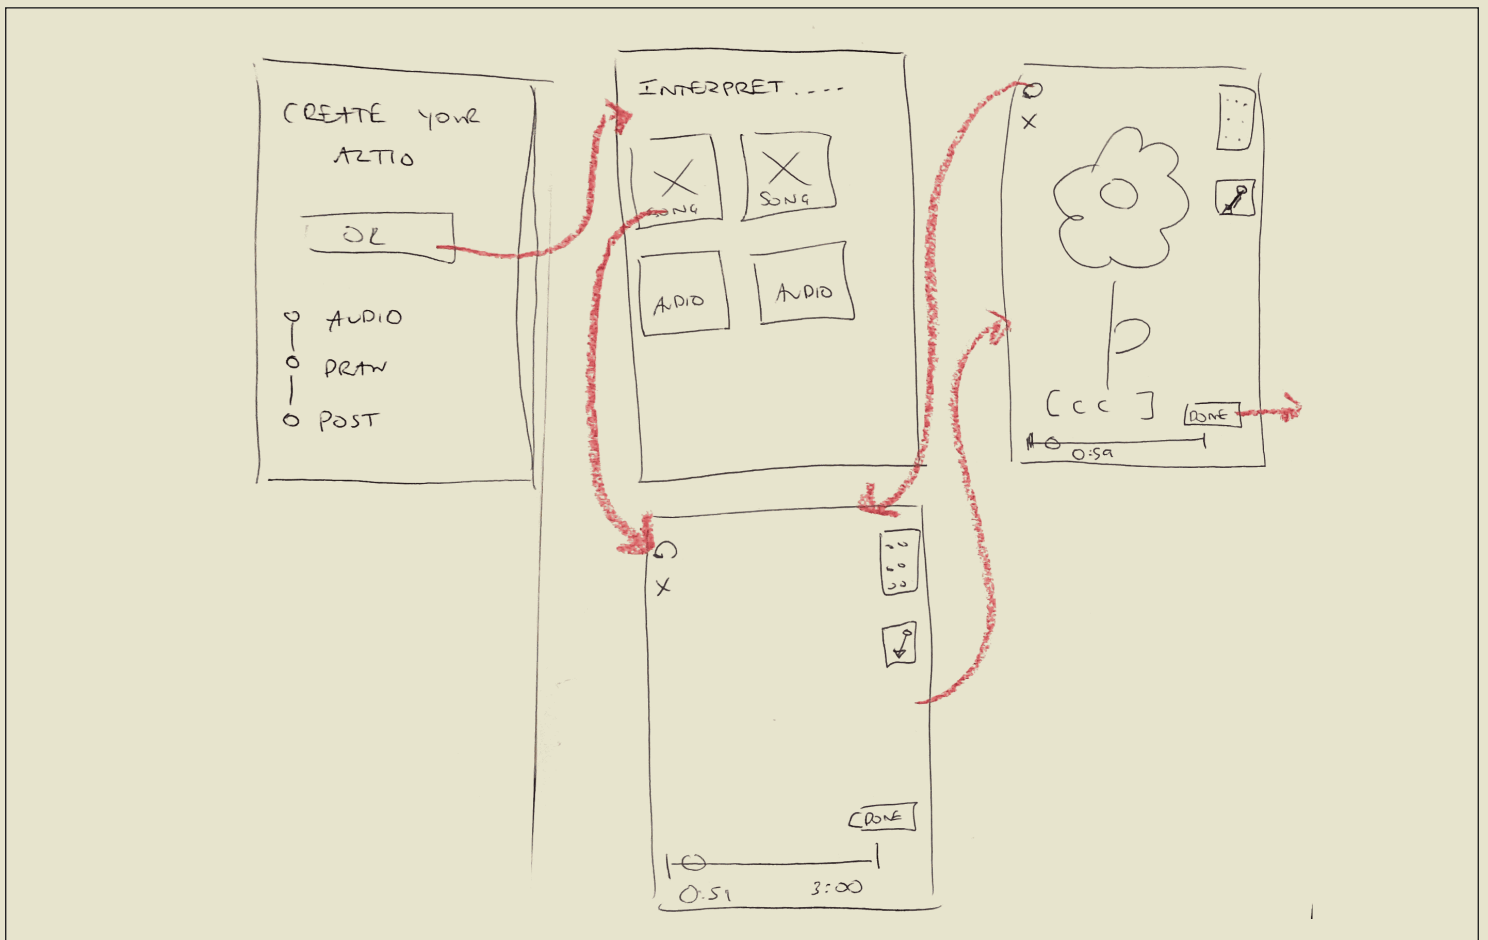 CREATE YOUR
ARTIO
OK
AUDIO
DRAW
POST
INTERPRET ....
SONG
SONG
AUDIO
AUDIO
X
DONE
0:59
3:00
X
DONE
0:59